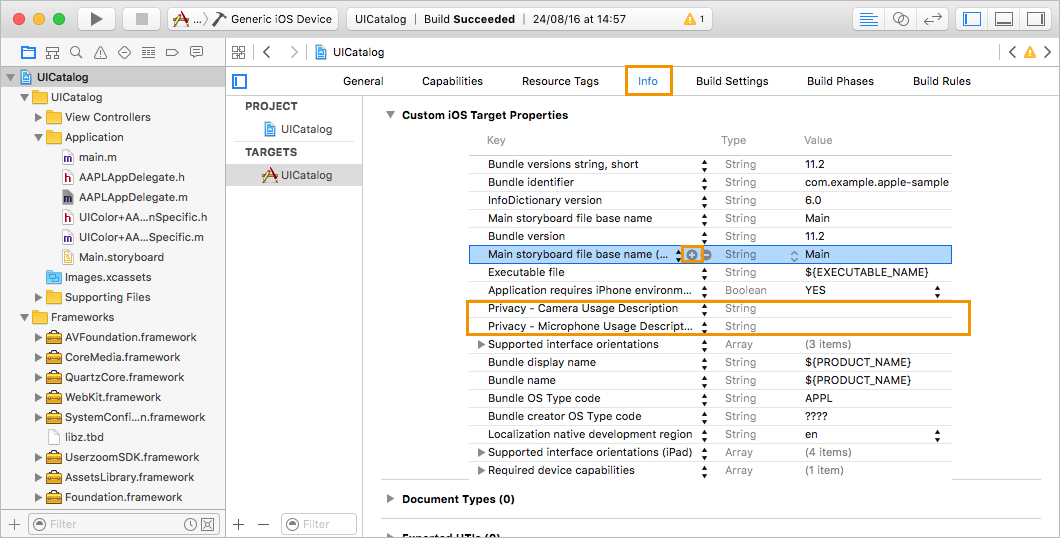 ... Generic iOS Device
UICatalog | Build Succeeded | 24/08/16 at 14:57
1
UICatalog
UICatalog
UICatalog
View Controllers
Application
main.m
AAPLAppDelegate.h
AAPLAppDelegate.m
UIColor+AA...nSpecific.h
UIColor+AA...Specific.m
Main.storyboard
Images.xcassets
Supporting Files
Frameworks
AVFoundation.framework
CoreMedia.framework
QuartzCore.framework
WebKit.framework
SystemConfi...n.framework
libz.tbd
UserzoomSDK.framework
AssetsLibrary.framework
Foundation.framework
Filter
General Capabilities Resource Tags Info Build Settings Build Phases Build Rules
PROJECT
UICatalog
TARGETS
UICatalog
Filter
Custom iOS Target Properties
Key Type Value
Bundle versions string, short String 11.2
Bundle identifier String com.example.apple-sample
InfoDictionary version String 6.0
Main storyboard file base name String Main
Bundle version String 11.2
Main storyboard file base name (... String Main
Executable file String ${EXECUTABLE_NAME}
Application requires iPhone environm... Boolean YES
Privacy - Camera Usage Description String
Privacy - Microphone Usage Descript... String
Supported interface orientations Array (3 items)
Bundle display name String ${PRODUCT_NAME}
Bundle name String ${PRODUCT_NAME}
Bundle OS Type code String APPL
Bundle creator OS Type code String ????
Localization native development region String en
Supported interface orientations (iPad) Array (4 items)
Required device capabilities Array (1 item)
Document Types (0)
Exported UTIs (0)